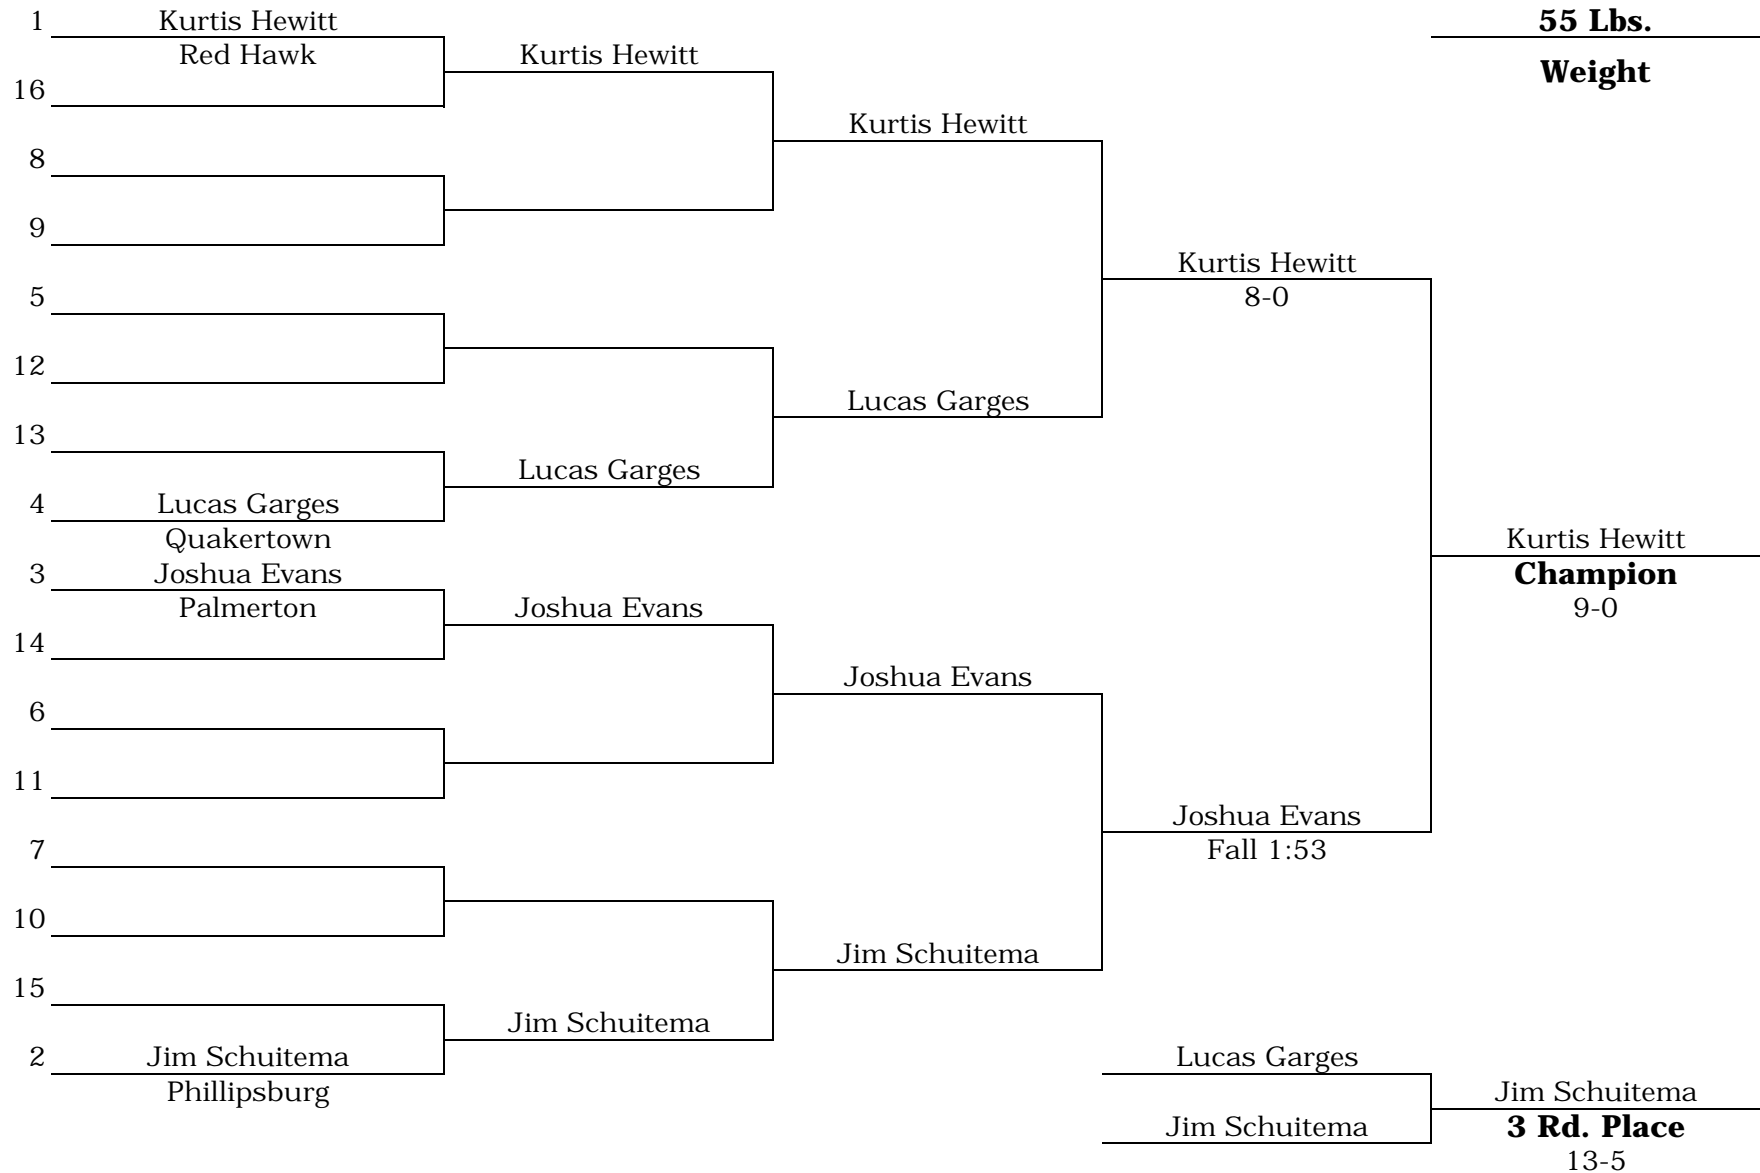 1 Kurtis Hewitt 55 Lbs.
Red Hawk Kurtis Hewitt Weight
16
Kurtis Hewitt
8
9
Kurtis Hewitt
5 8-0
12
Lucas Garges
13
Lucas Garges
4 Lucas Garges
Quakertown Kurtis Hewitt
3 Joshua Evans Champion
Palmerton Joshua Evans 9-0
14
Joshua Evans
6
11
Joshua Evans
7 Fall 1:53
10
Jim Schuitema
15
Jim Schuitema
2 Jim Schuitema Lucas Garges
Phillipsburg Jim Schuitema
Jim Schuitema 3 Rd. Place
13-5